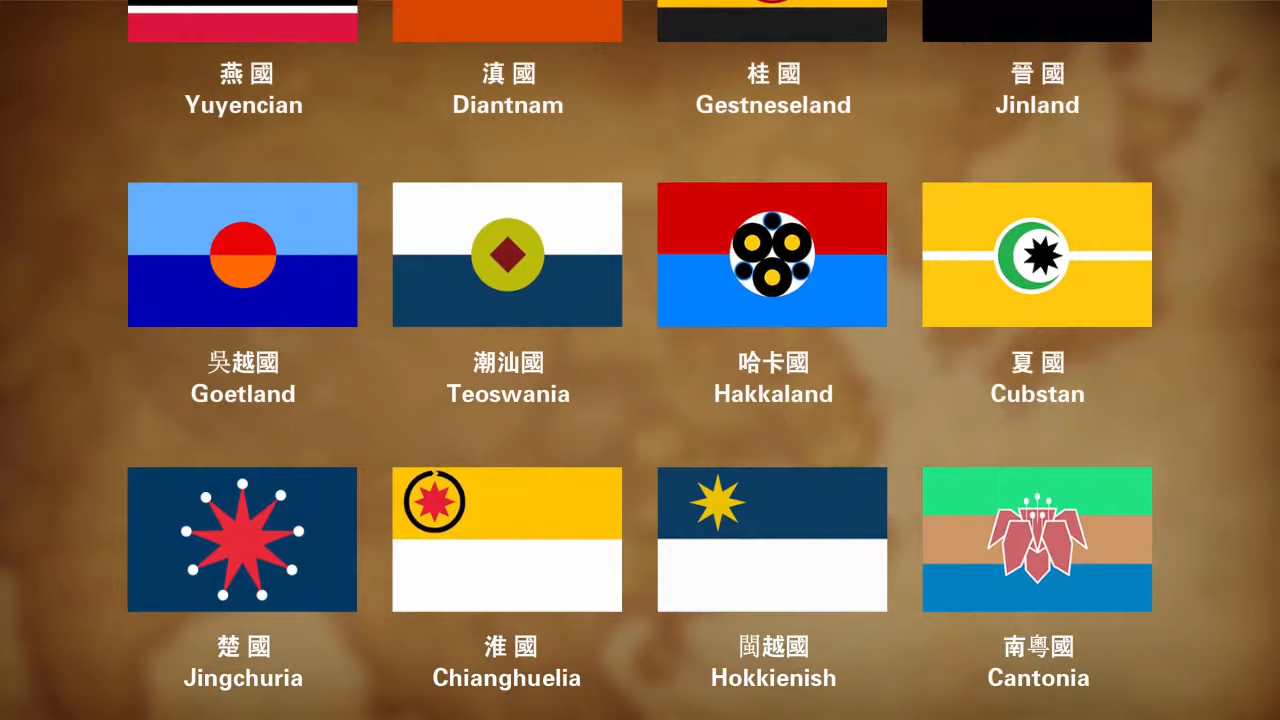 燕 國
Yuyencian
滇 國
Diantnam
桂 國
Gestneseland
晉 國
Jinland
吳越國
Goetland
潮汕國
Teoswania
哈卡國
Hakkaland
夏 國
Cubstan
楚 國
Jingchuria
淮 國
Chianghuelia
閩越國
Hokkienish
南粵國
Cantonia